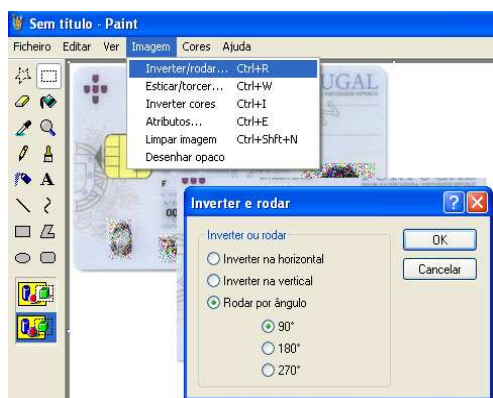 Sem título - Paint
Ficheiro Editar Ver Imagem Cores Ajuda
Inverter/rodar... Ctrl+R
Esticar/torcer... Ctrl+W
Inverter cores Ctrl+I
Atributos... Ctrl+E
Limpar imagem Ctrl+Shft+N
Desenhar opaco
UGAL
A
F
00
Inverter e rodar
Inverter ou rodar
OK
Inverter na horizontal
Cancelar
Inverter na vertical
Rodar por ângulo
90°
180°
270°